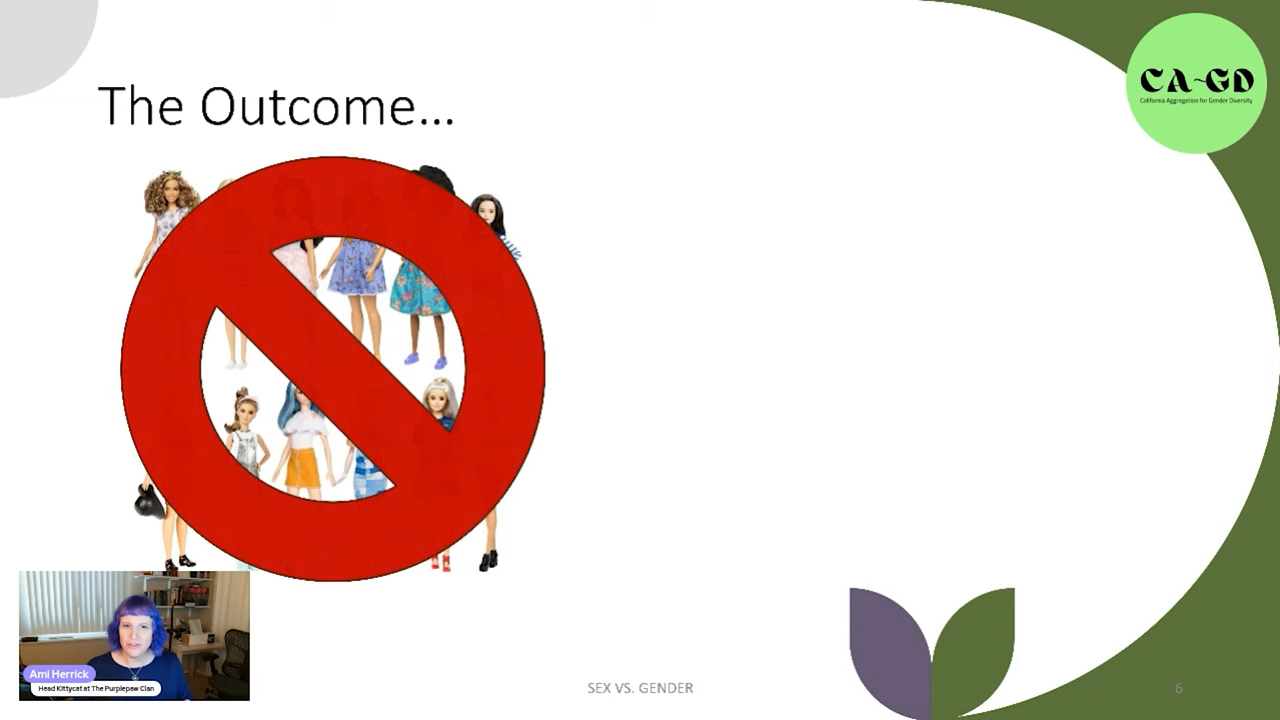 The Outcome...
CA~GD
California Aggregation for Gender Diversity
Ami Herrick
Head Kittycat at The Purplepaw Clan
SEX VS. GENDER
6